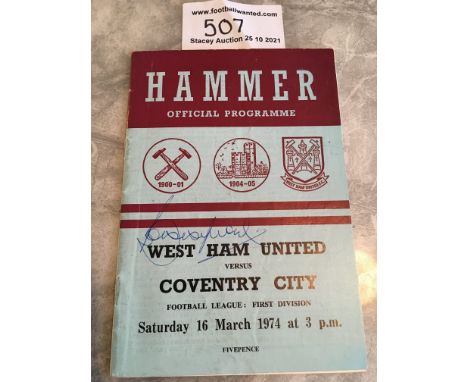 www.footballwanted.com
507
Stacey Auction 26 10 2021
HAMMER
OFFICIAL PROGRAMME
1900-01
1904-05
WEST HAM UNITED
WEST HAM UNITED
VERSUS
COVENTRY CITY
FOOTBALL LEAGUE: FIRST DIVISION
Saturday 16 March 1974 at 3 p.m.
FIVEPENCE